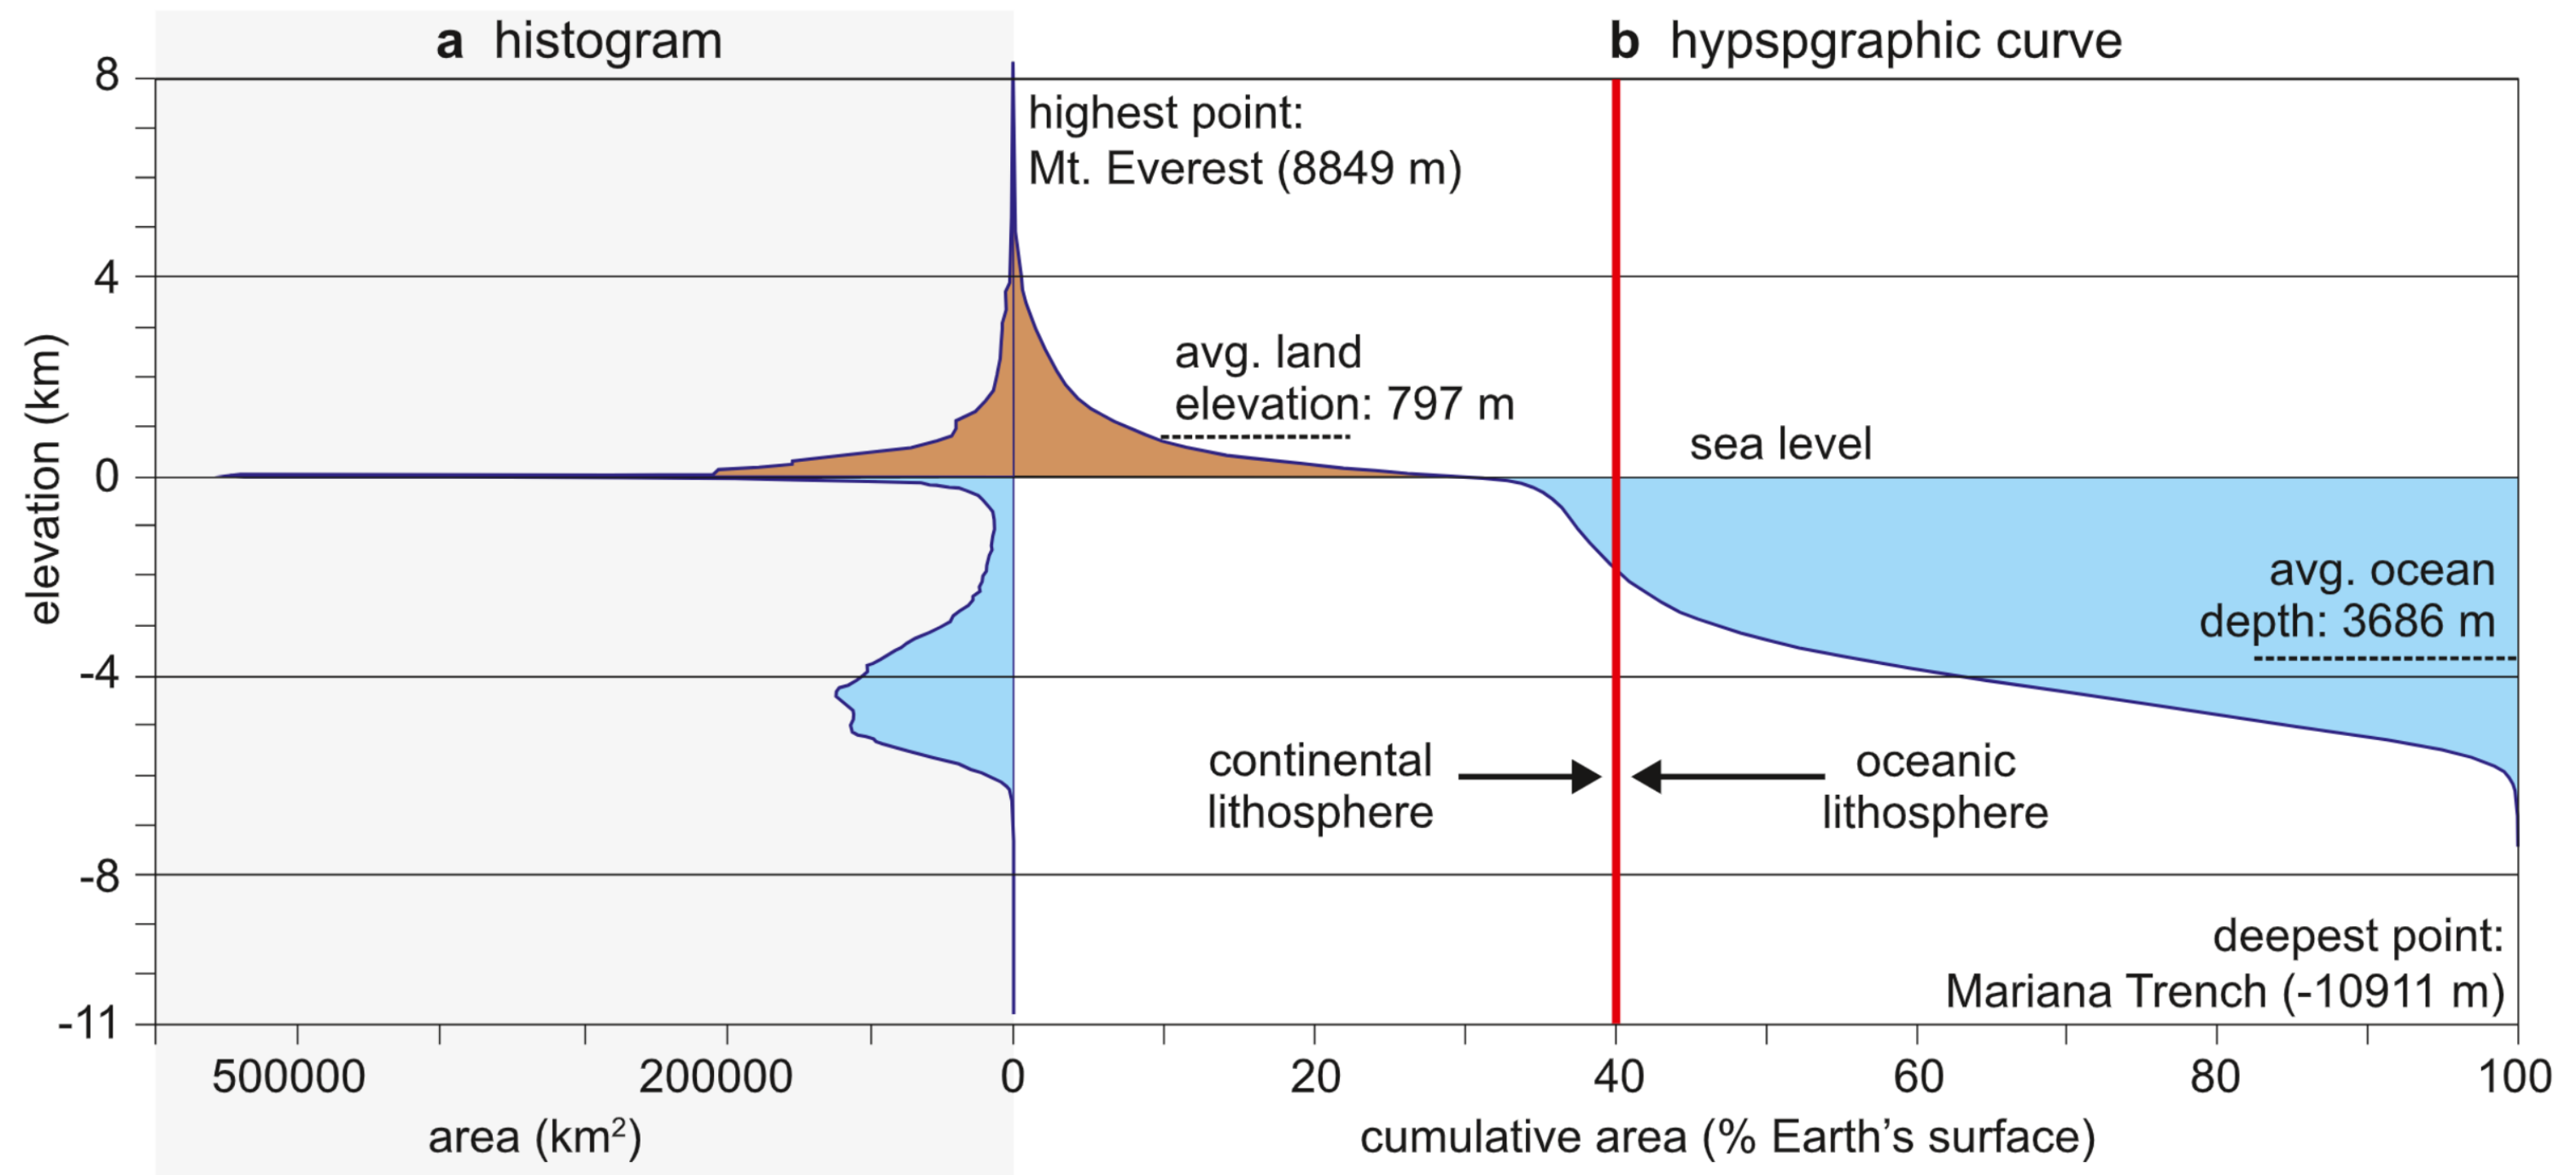 a histogram
b hypspgraphic curve
8
highest point:
Mt. Everest (8849 m)
4
avg. land
elevation: 797 m
sea level
0
elevation (km)
avg. ocean
depth: 3686 m
-4
continental
lithosphere
oceanic
lithosphere
-8
deepest point:
Mariana Trench (-10911 m)
-11
500000 200000 0 20 40 60 80 100
area (km²)
cumulative area (% Earth’s surface)